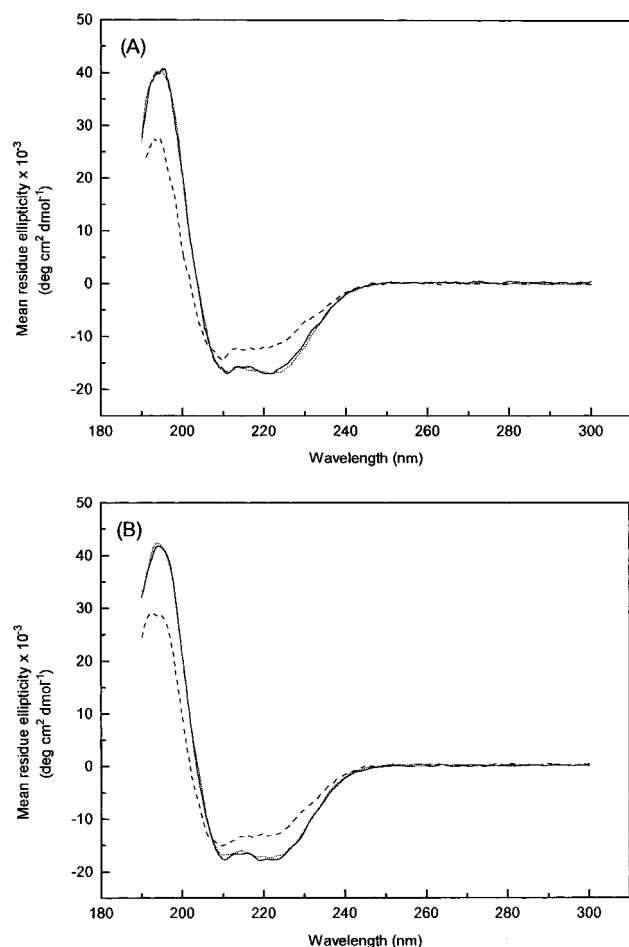 (A)
50
40
30
20
10
0
-10
-20
Mean residue ellipticity x 10⁻³
(deg cm² dmol⁻¹)
180 200 220 240 260 280 300
Wavelength (nm)
(B)
50
40
30
20
10
0
-10
-20
Mean residue ellipticity x 10⁻³
(deg cm² dmol⁻¹)
180 200 220 240 260 280 300
Wavelength (nm)